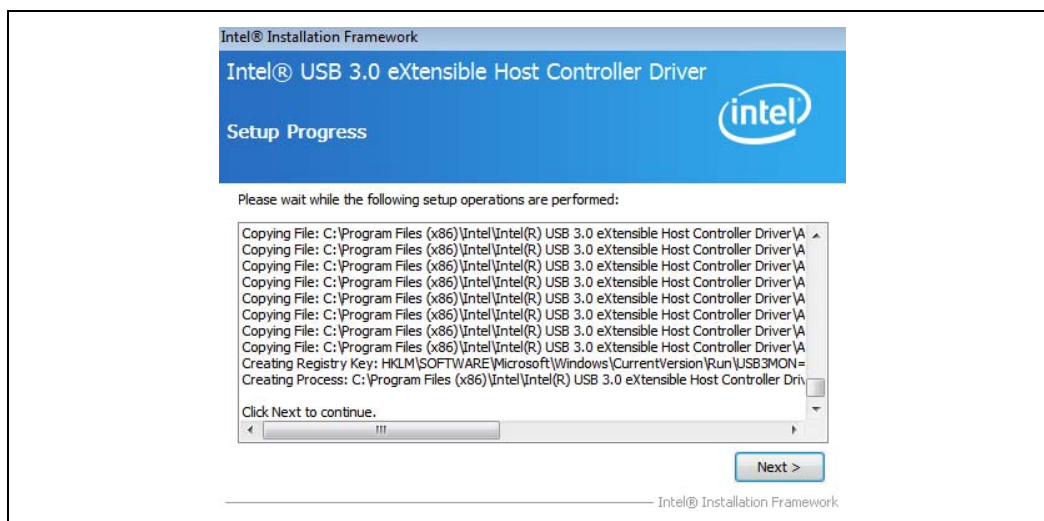 Intel® Installation Framework
Intel® USB 3.0 eXtensible Host Controller Driver
intel
Setup Progress
Please wait while the following setup operations are performed:
Copying File: C:\Program Files (x86)\Intel\Intel(R) USB 3.0 eXtensible Host Controller Driver\A
Copying File: C:\Program Files (x86)\Intel\Intel(R) USB 3.0 eXtensible Host Controller Driver\A
Copying File: C:\Program Files (x86)\Intel\Intel(R) USB 3.0 eXtensible Host Controller Driver\A
Copying File: C:\Program Files (x86)\Intel\Intel(R) USB 3.0 eXtensible Host Controller Driver\A
Copying File: C:\Program Files (x86)\Intel\Intel(R) USB 3.0 eXtensible Host Controller Driver\A
Copying File: C:\Program Files (x86)\Intel\Intel(R) USB 3.0 eXtensible Host Controller Driver\A
Copying File: C:\Program Files (x86)\Intel\Intel(R) USB 3.0 eXtensible Host Controller Driver\A
Copying File: C:\Program Files (x86)\Intel\Intel(R) USB 3.0 eXtensible Host Controller Driver\A
Creating Registry Key: HKLM\SOFTWARE\Microsoft\Windows\CurrentVersion\Run\USB3MON=
Creating Process: C:\Program Files (x86)\Intel\Intel(R) USB 3.0 eXtensible Host Controller Driv
Click Next to continue.
Next >
Intel® Installation Framework